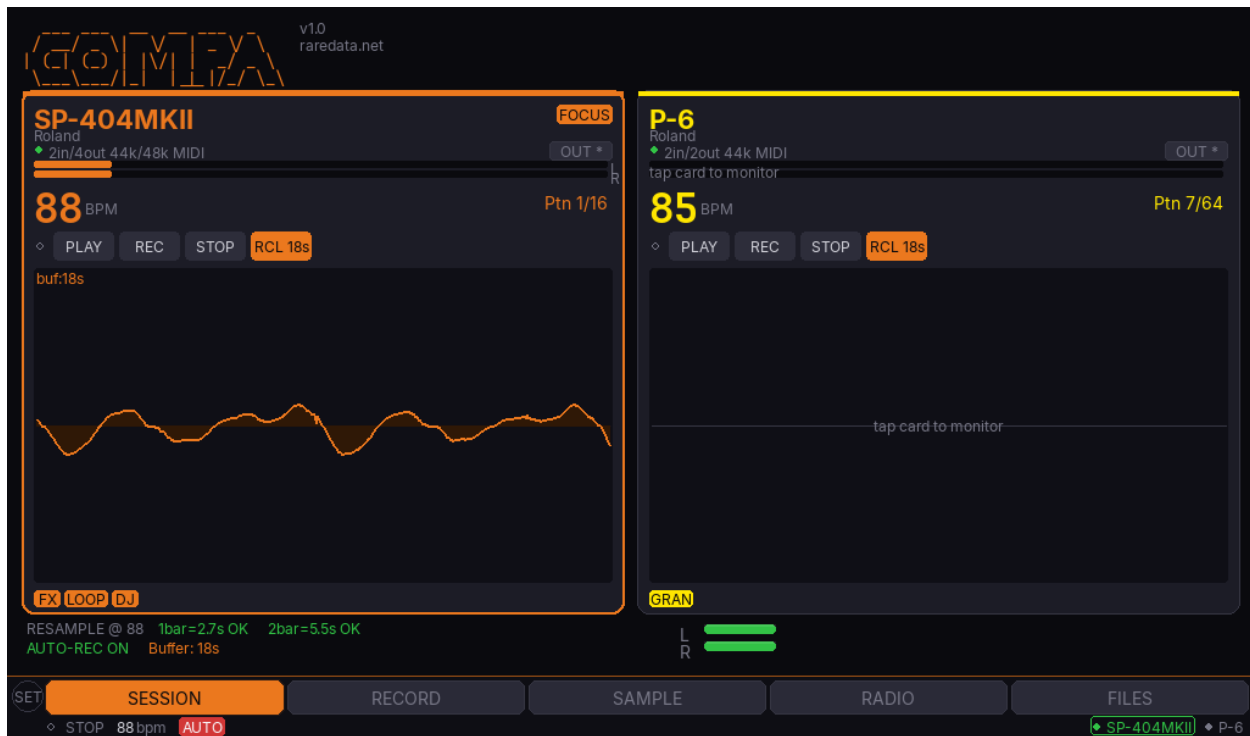 COMPA
v1.0
raredata.net
SP-404MKII
FOCUS
Roland
2in/4out 44k/48k MIDI
OUT *
L
R
88 BPM
Ptn 1/16
PLAY REC STOP RCL 18s
buf:18s
FX LOOP DJ
P-6
Roland
2in/2out 44k MIDI
OUT *
tap card to monitor
85 BPM
Ptn 7/64
PLAY REC STOP RCL 18s
tap card to monitor
GRAN
RESAMPLE @ 88 1bar=2.7s OK 2bar=5.5s OK
AUTO-REC ON Buffer: 18s
L
R
SET SESSION RECORD SAMPLE RADIO FILES
STOP 88 bpm AUTO
SP-404MKII P-6